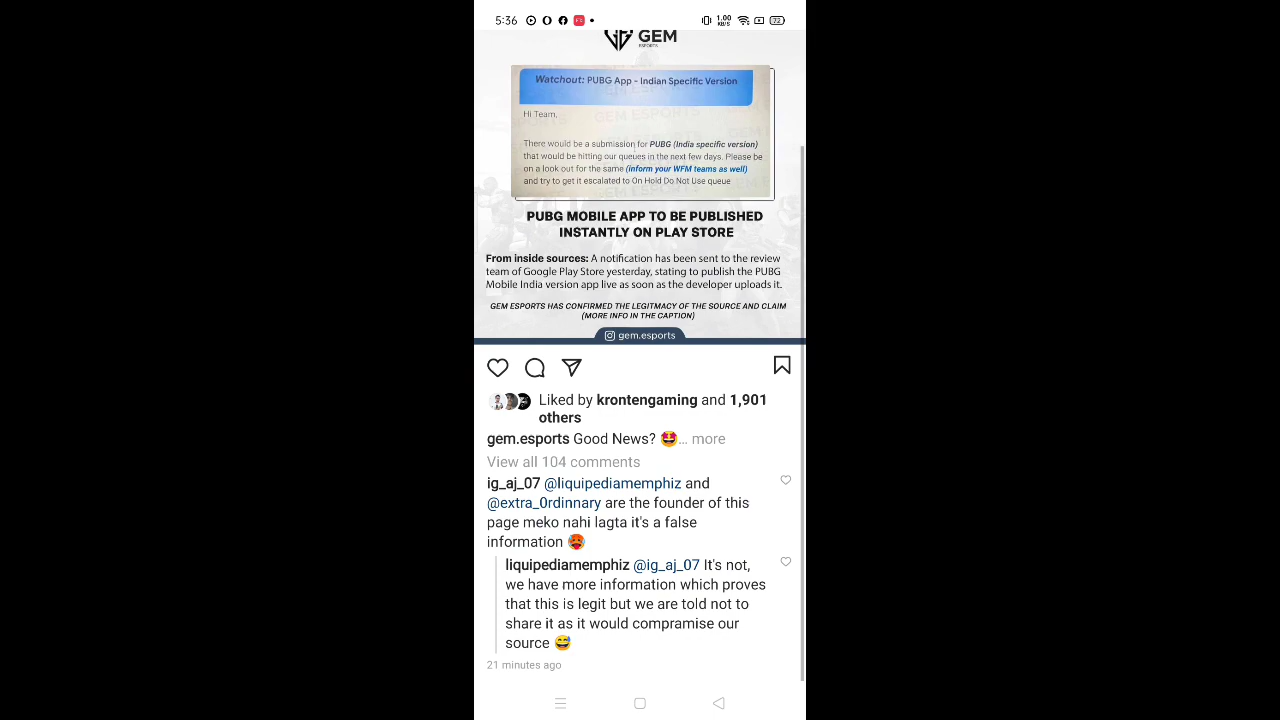 5:36
1.00
KB/S
72
GEM
ESPORTS
Watchout: PUBG App - Indian Specific Version
Hi Team,
There would be a submission for PUBG (India specific version)
that would be hitting our queues in the next few days. Please be
on a look out for the same (inform your WFM teams as well)
and try to get it escalated to On Hold Do Not Use queue
PUBG MOBILE APP TO BE PUBLISHED
INSTANTLY ON PLAY STORE
From inside sources: A notification has been sent to the review
team of Google Play Store yesterday, stating to publish the PUBG
Mobile India version app live as soon as the developer uploads it.
GEM ESPORTS HAS CONFIRMED THE LEGITMACY OF THE SOURCE AND CLAIM
(MORE INFO IN THE CAPTION)
gem.esports
Liked by krontengaming and 1,901
others
gem.esports Good News? 🤩... more
View all 104 comments
ig_aj_07 @liquipediamemphiz and
@extra_0rdinnary are the founder of this
page meko nahi lagta it's a false
information 🥵
liquipediamemphiz @ig_aj_07 It's not,
we have more information which proves
that this is legit but we are told not to
share it as it would compramise our
source 😅
21 minutes ago